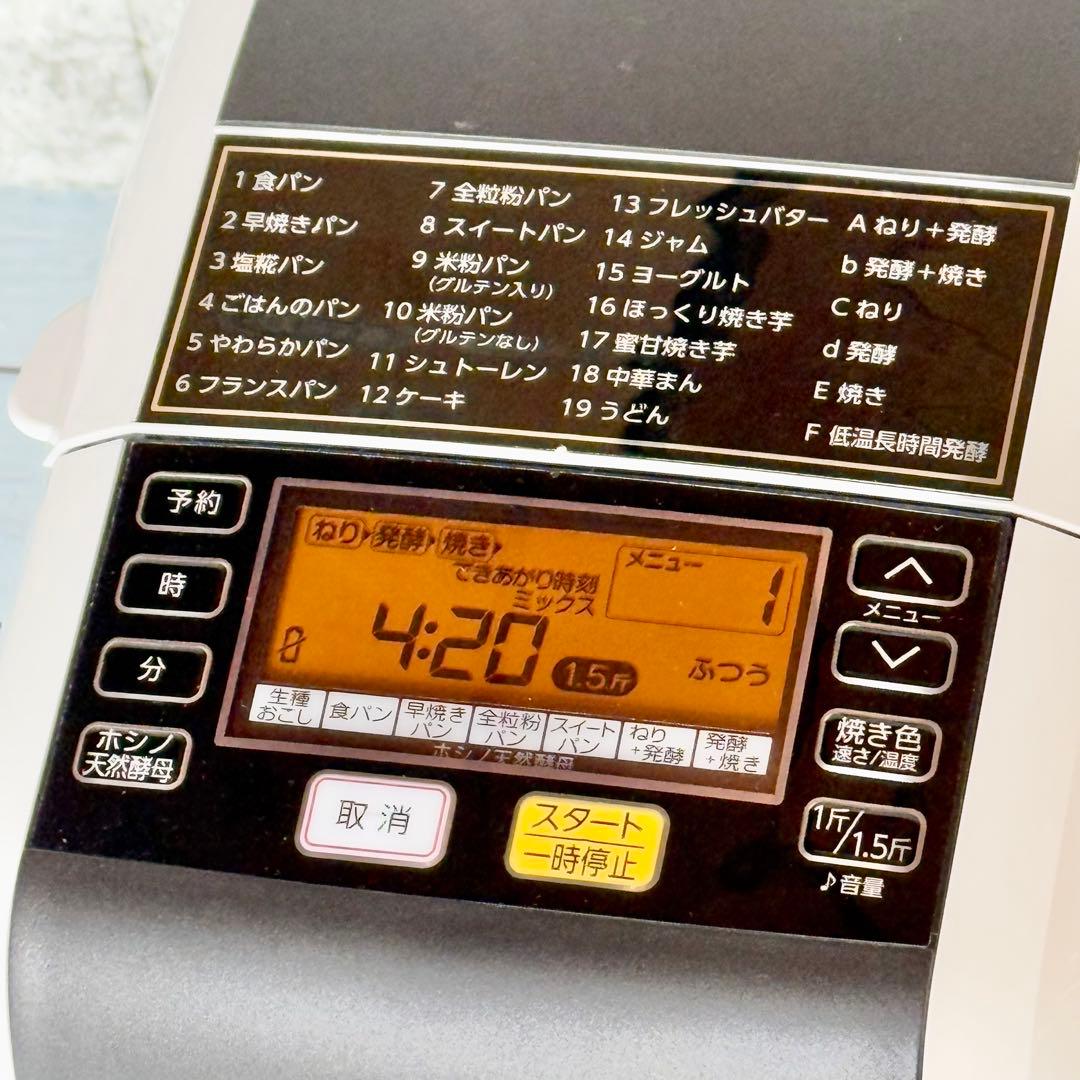 1 食パン
2 早焼きパン
3 塩糀パン
4 ごはんのパン
5 やわらかパン
6 フランスパン
7 全粒粉パン
8 スイートパン
9 米粉パン
(グルテン入り)
10 米粉パン
(グルテンなし)
11 シュトーレン
12 ケーキ
13 フレッシュバター
14 ジャム
15 ヨーグルト
16 ほっくり焼き芋
17 蜜甘焼き芋
18 中華まん
19 うどん
A ねり+発酵
b 発酵+焼き
C ねり
d 発酵
E 焼き
F 低温長時間発酵
予約
時
分
ホシノ
天然酵母
ねり 発酵 焼き
できあがり時刻
ミックス
メニュー 1
4:20
1.5斤
ふつう
生種
おこし
食パン
早焼き
パン
全粒粉
パン
スイート
パン
ねり
+発酵
発酵
+焼き
ホシノ天然酵母
メニュー
焼き色
速さ/温度
1斤/1.5斤
♪音量
取消
スタート
一時停止